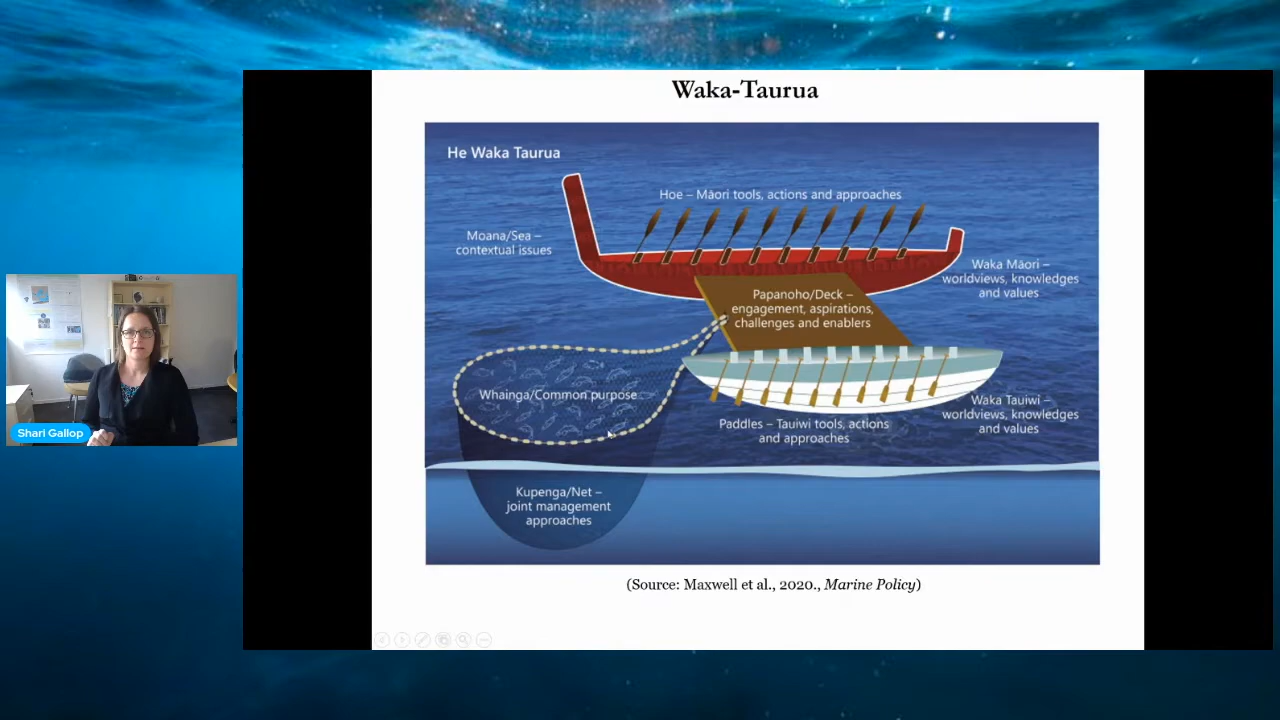 Waka-Taurua
He Waka Taurua
Hoe – Māori tools, actions and approaches
Moana/Sea –
contextual issues
Waka Māori –
worldviews, knowledges
and values
Papanoho/Deck –
engagement, aspirations,
challenges and enablers
Whainga/Common purpose
Waka Tauiwi –
worldviews, knowledges
and values
Paddles – Tauiwi tools, actions
and approaches
Kupenga/Net –
joint management
approaches
(Source: Maxwell et al., 2020., Marine Policy)
Shari Gallop